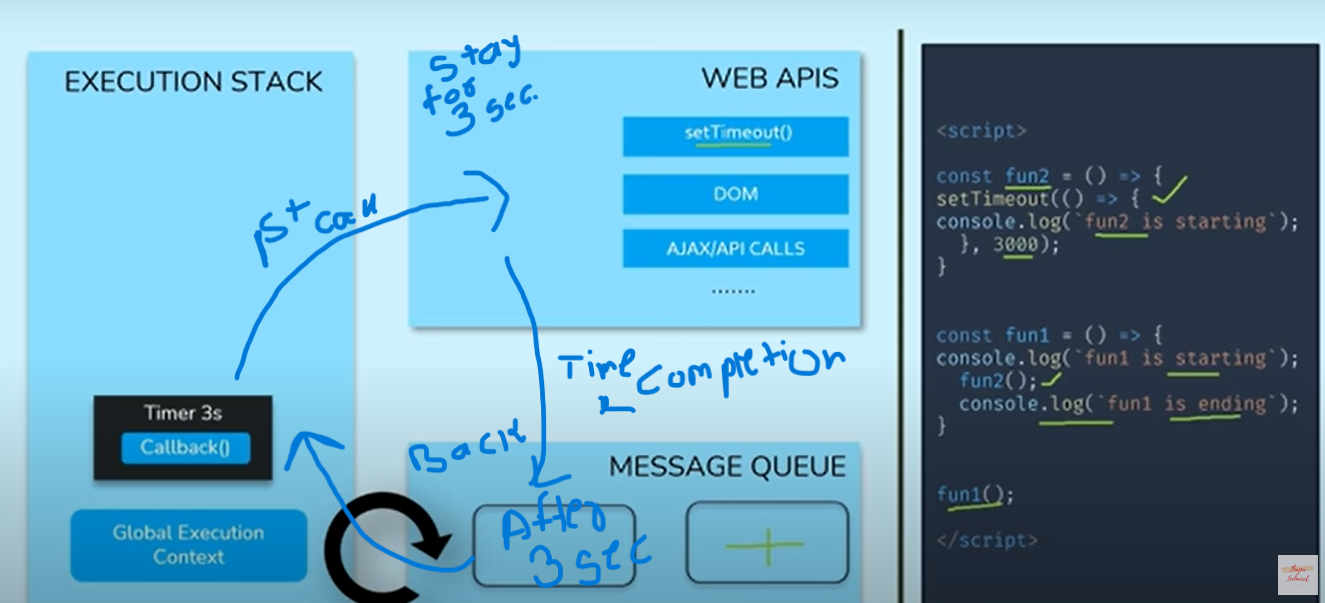 EXECUTION STACK
1st call
Timer 3s
Callback()
Global Execution
Context
Stay
for
3 sec.
WEB APIS
setTimeout()
DOM
AJAX/API CALLS
.......
Time
Completion
Back
MESSAGE QUEUE
After
3 sec
<script>
const fun2 = () => {
setTimeout(() => {
console.log(`fun2 is starting`);
}, 3000);
}
const fun1 = () => {
console.log(`fun1 is starting`);
fun2();
console.log(`fun1 is ending`);
}
fun1();
</script>